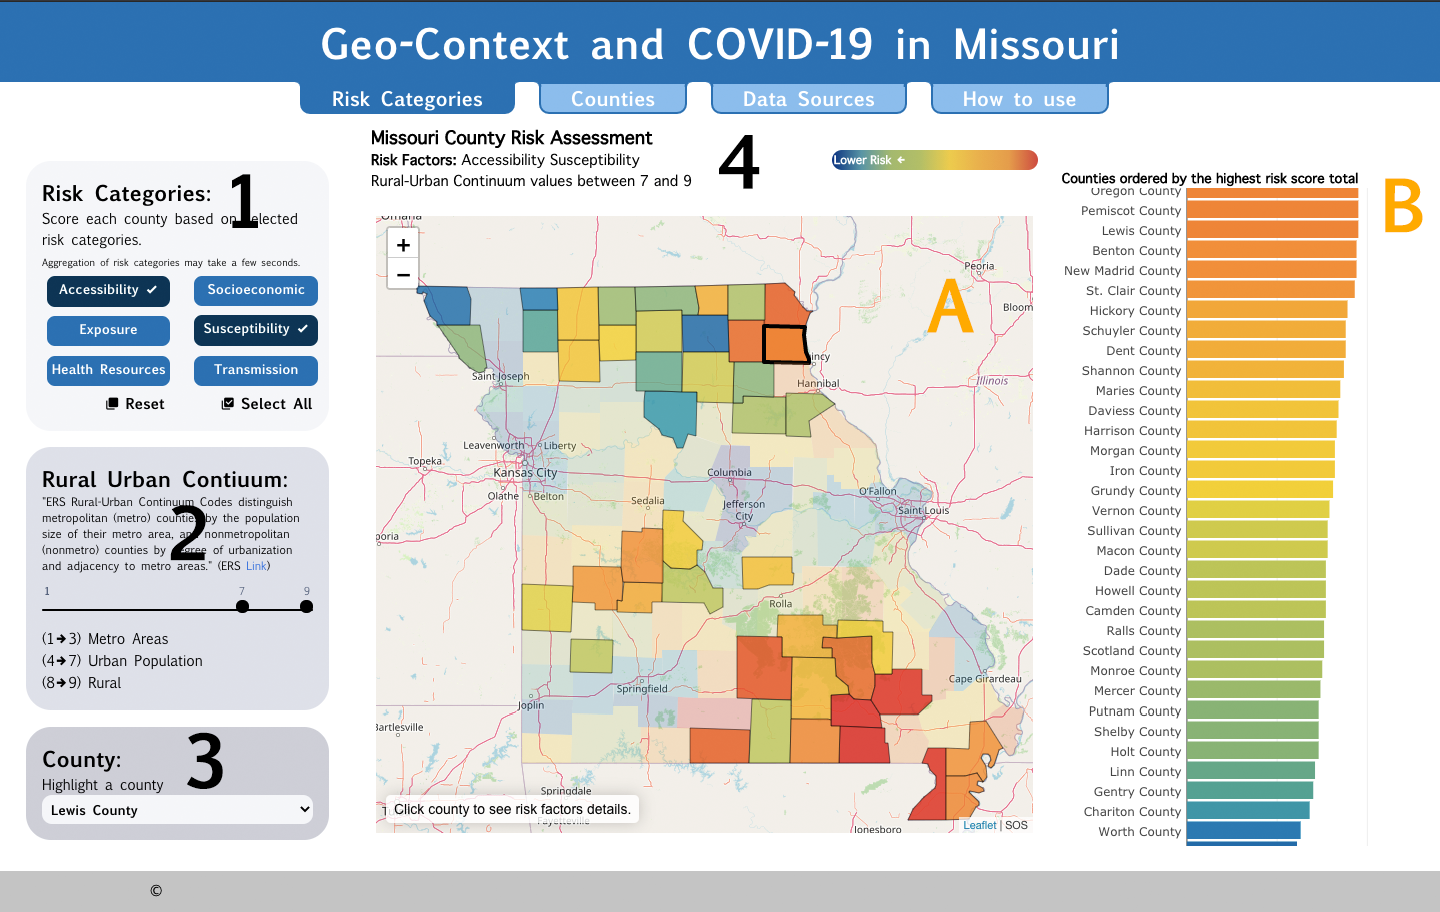 Geo-Context and COVID-19 in Missouri
Risk Categories
Counties
Data Sources
How to use
Risk Categories:
1
Score each county based on selected
risk categories.
Aggregation of risk categories may take a few seconds.
Accessibility ✓
Socioeconomic
Exposure
Susceptibility ✓
Health Resources
Transmission
Reset
Select All
Rural Urban Contiuum:
"ERS Rural-Urban Continuum Codes distinguish
metropolitan (metro) by the population
size of their metro area, nonmetropolitan
(nonmetro) counties by of urbanization
and adjacency to metro areas." (ERS Link)
2
1 7 9
(1→3) Metro Areas
(4→7) Urban Population
(8→9) Rural
County:
3
Highlight a county
Lewis County
Missouri County Risk Assessment
Risk Factors: Accessibility Susceptibility
Rural-Urban Continuum values between 7 and 9
4
Lower Risk ←
A
+
−
Omaha
Peoria
Bloom
Illinois
incy
Hannibal
Saint Joseph
Leavenworth
Liberty
Topeka
Kansas City
Olathe
Belton
Columbia
Sedalia
Jefferson
City
O'Fallon
Saint Louis
poria
Rolla
Springfield
Cape Girardeau
Joplin
Bartlesville
Springdale
Fayetteville
Jonesboro
Click county to see risk factors details.
Leaflet | SOS
Counties ordered by the highest risk score total
B
Oregon County
Pemiscot County
Lewis County
Benton County
New Madrid County
St. Clair County
Hickory County
Schuyler County
Dent County
Shannon County
Maries County
Daviess County
Harrison County
Morgan County
Iron County
Grundy County
Vernon County
Sullivan County
Macon County
Dade County
Howell County
Camden County
Ralls County
Scotland County
Monroe County
Mercer County
Putnam County
Shelby County
Holt County
Linn County
Gentry County
Chariton County
Worth County
©